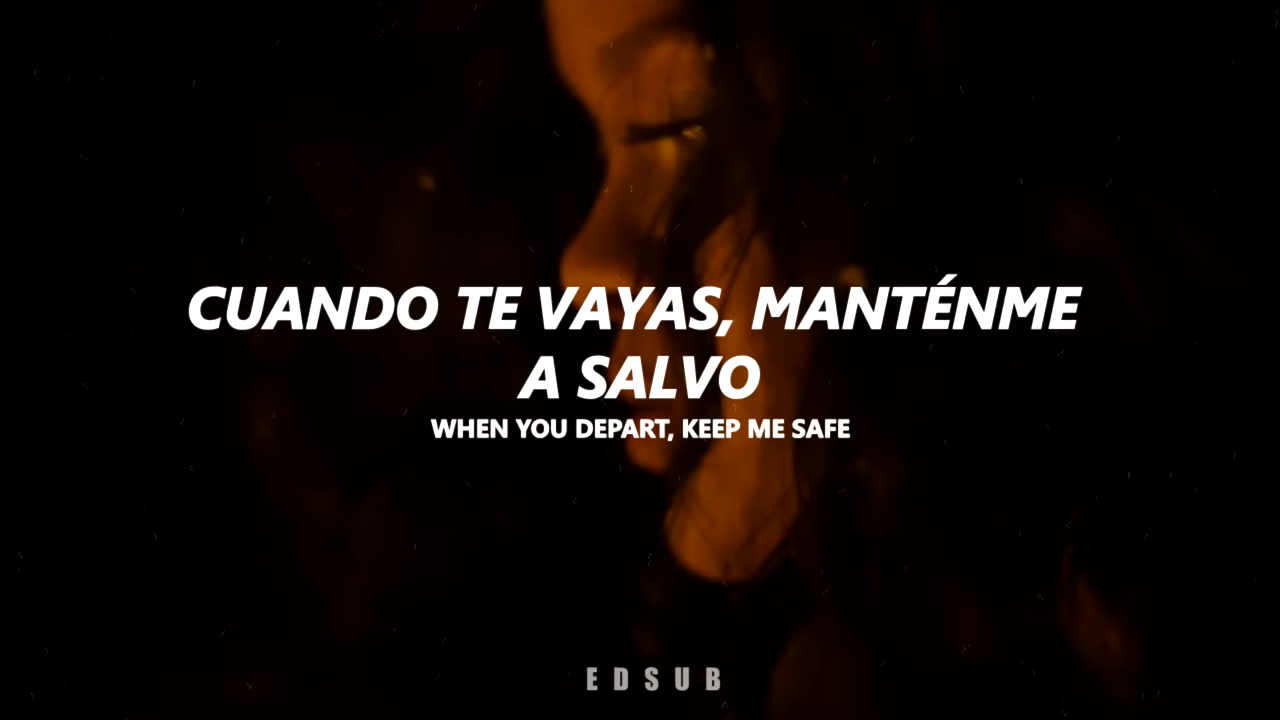 CUANDO TE VAYAS, MANTÉNME
A SALVO
WHEN YOU DEPART, KEEP ME SAFE
EDSUB